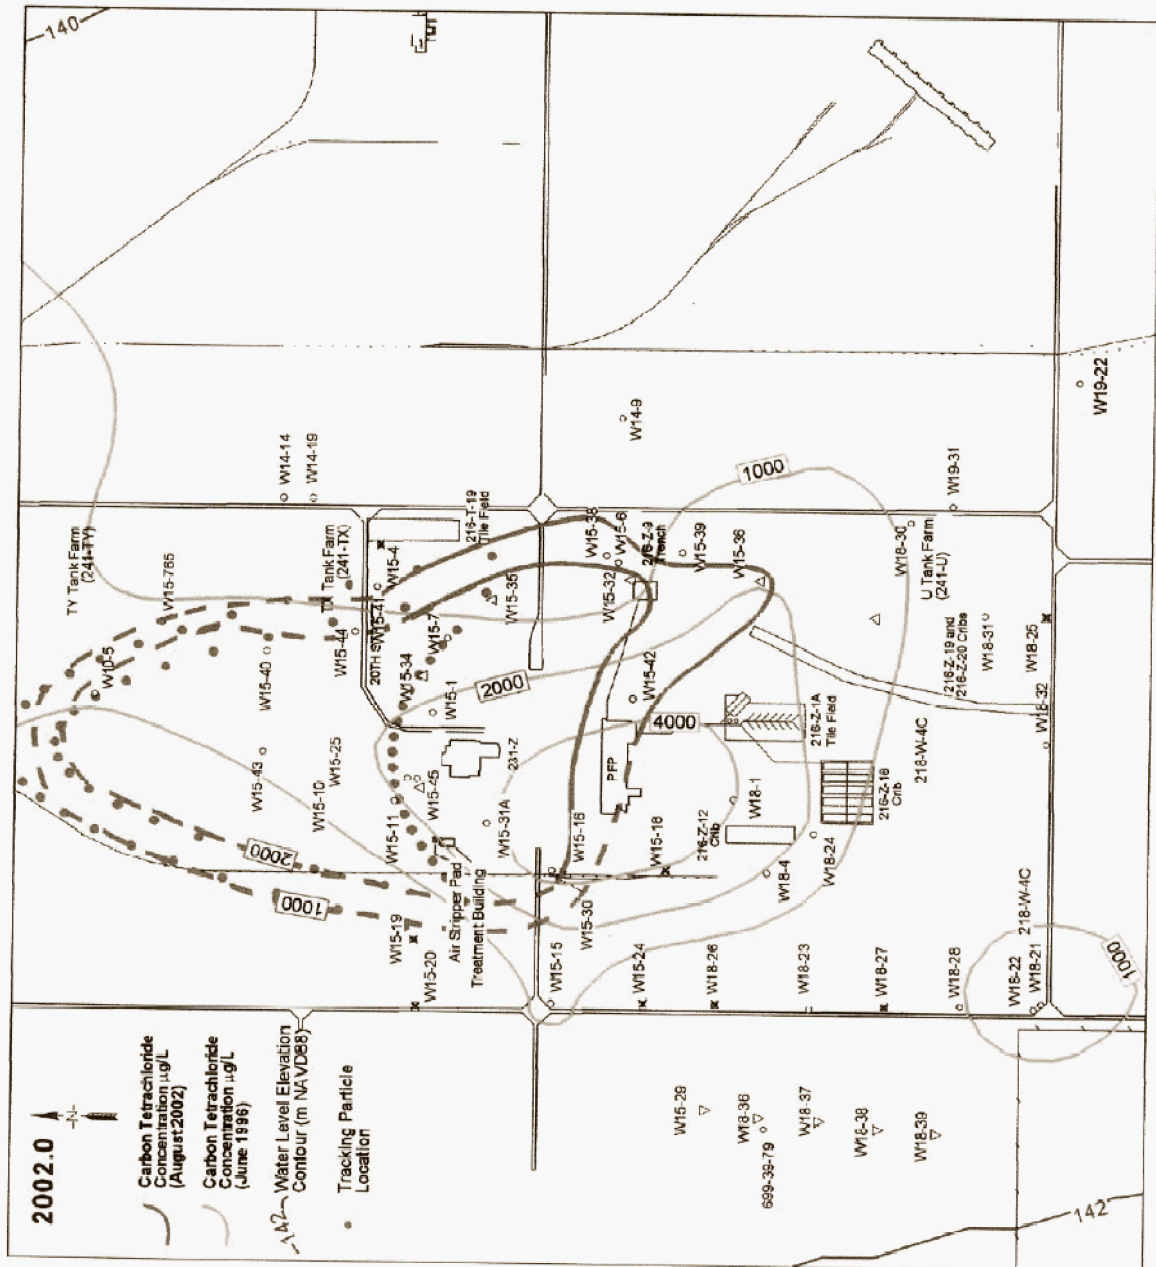 2002.0
-N-
Carbon Tetrachloride
Concentration µg/L
(August 2002)
Carbon Tetrachloride
Concentration µg/L
(June 1996)
142
Water Level Elevation
Contour (m NAVD88)
Tracking Particle
Location
140
TY Tank Farm
(241-TY)
W15-765
W10-5
W14-14
W14-19
TX Tank Farm
(241-TX)
W15-40
W15-44
W15-43
W15-25
W15-10
2000
1000
20TH
W15-41
W15-4
216-T-19
Tile Field
W15-34
W15-7
W15-1
W15-35
W15-11
W15-45
231-Z
W15-31A
2000
W15-19
W15-20
Air Stripper Pad
Treatment Building
W15-15
W15-30
W15-16
W15-38
W15-6
W15-32
216-Z-9
Trench
W15-39
W15-36
W14-9
1000
PFP
W15-42
4000
W15-18
W15-24
W18-26
216-Z-12
Crib
W18-1
216-Z-1A
Tile Field
W18-4
W18-24
216-Z-18
Crib
W18-23
W18-27
W18-28
W18-22
W18-21
1000
218-W-4C
218-W-4C
W18-30
U Tank Farm
(241-U)
216-Z-19 and
216-Z-20 Cribs
W18-31
W18-25
W18-32
W19-31
W19-22
W15-29
W18-36
699-39-79
W18-37
W18-38
W18-39
142